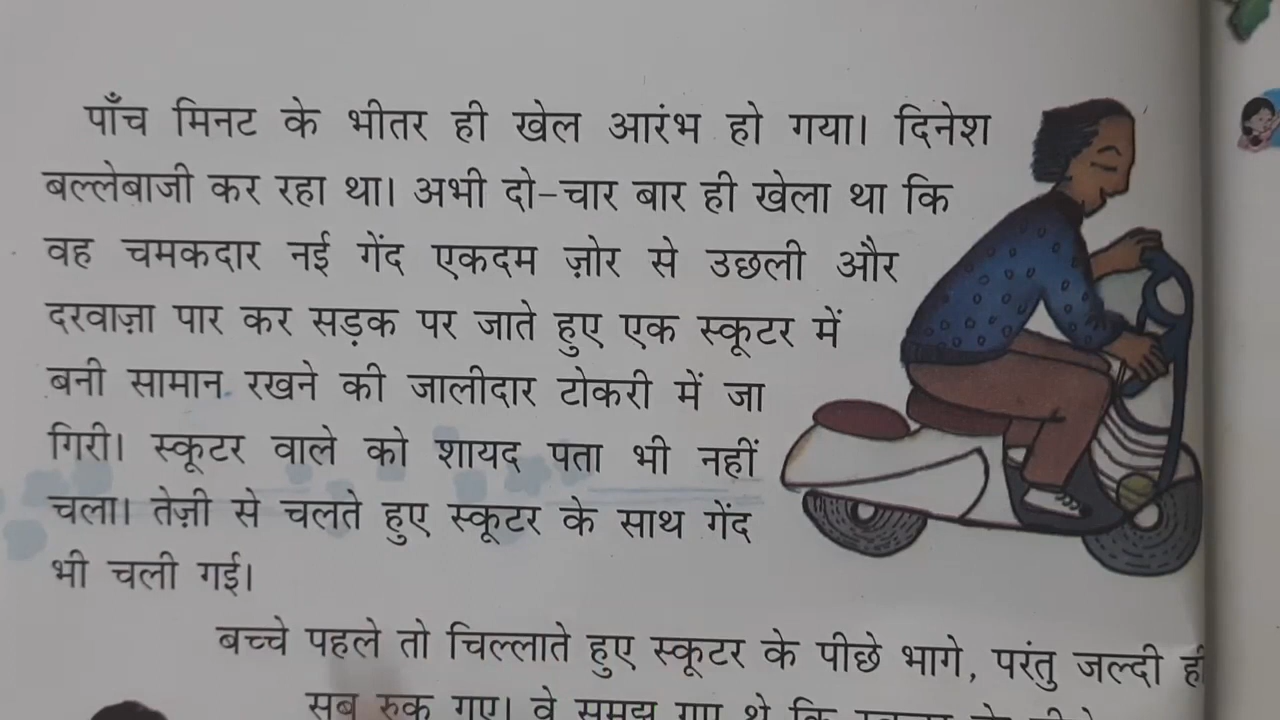 पाँच मिनट के भीतर ही खेल आरंभ हो गया। दिनेश
बल्लेबाजी कर रहा था। अभी दो-चार बार ही खेला था कि
वह चमकदार नई गेंद एकदम ज़ोर से उछली और
दरवाज़ा पार कर सड़क पर जाते हुए एक स्कूटर में
बनी सामान रखने की जालीदार टोकरी में जा
गिरी। स्कूटर वाले को शायद पता भी नहीं
चला। तेज़ी से चलते हुए स्कूटर के साथ गेंद
भी चली गई।
बच्चे पहले तो चिल्लाते हुए स्कूटर के पीछे भागे, परंतु जल्दी ही
सब रुक गए। वे समझ गए थे कि